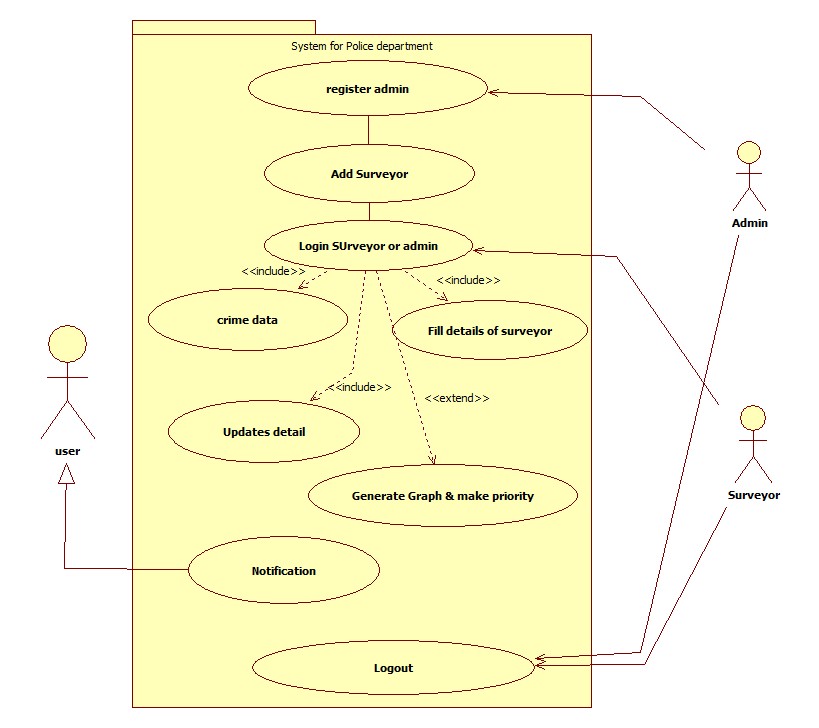 System for Police department
register admin
Add Surveyor
Admin
Login SUrveyor or admin
<<include>>
<<include>>
crime data
Fill details of surveyor
<<include>>
<<extend>>
Updates detail
user
Generate Graph & make priority
Surveyor
Notification
Logout